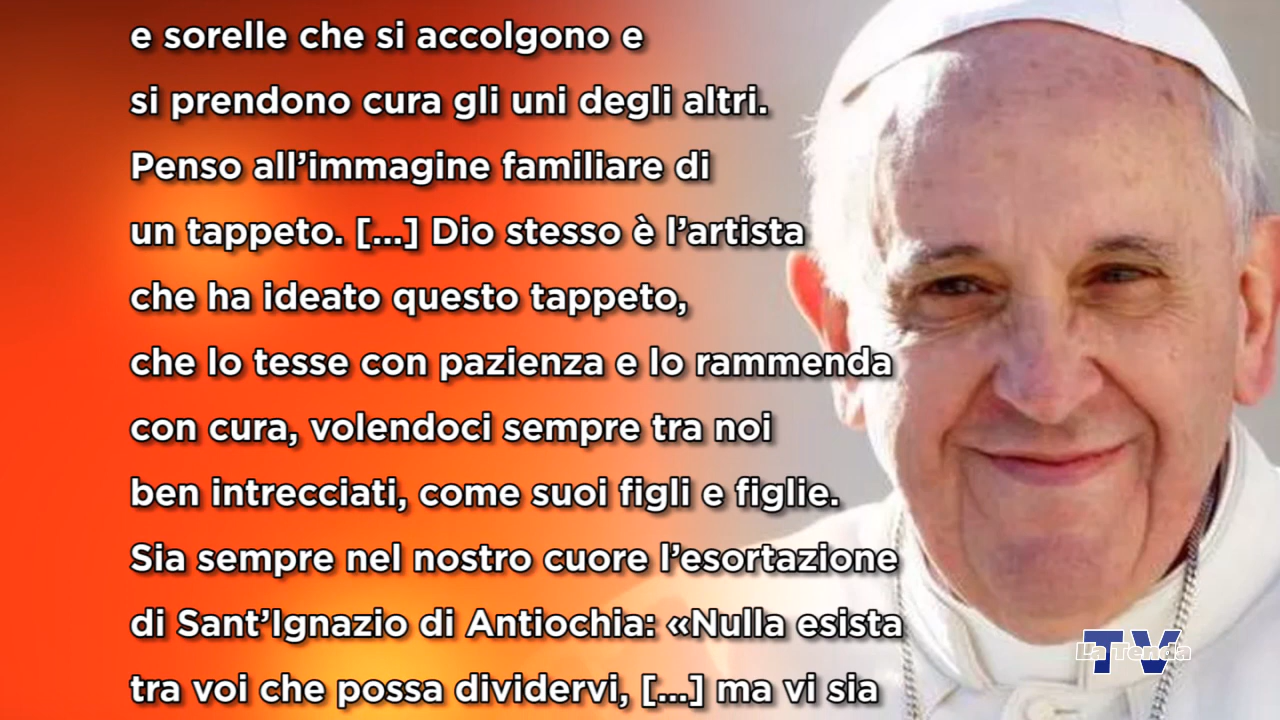 e sorelle che si accolgono e
si prendono cura gli uni degli altri.
Penso all’immagine familiare di
un tappeto. [...] Dio stesso è l’artista
che ha ideato questo tappeto,
che lo tesse con pazienza e lo rammenda
con cura, volendoci sempre tra noi
ben intrecciati, come suoi figli e figlie.
Sia sempre nel nostro cuore l’esortazione
di Sant’Ignazio di Antiochia: «Nulla esista
tra voi che possa dividervi, [...] ma vi sia
TV
La Tenda